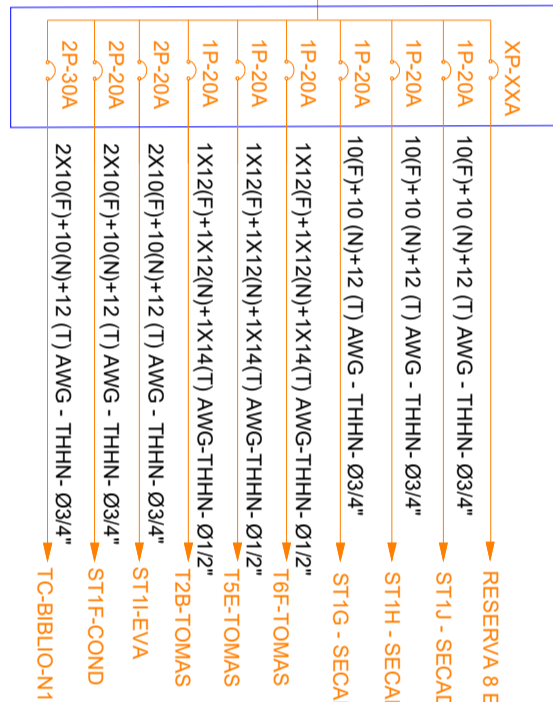 XP-XXA
RESERVA 8 E
1P-20A
10(F)+10 (N)+12 (T) AWG - THHN- Ø3/4"
ST1J - SECAD
1P-20A
10(F)+10 (N)+12 (T) AWG - THHN- Ø3/4"
ST1H - SECA
1P-20A
10(F)+10 (N)+12 (T) AWG - THHN- Ø3/4"
ST1G - SECA
1P-20A
1X12(F)+1X12(N)+1X14(T) AWG-THHN- Ø1/2"
T6F-TOMAS
1P-20A
1X12(F)+1X12(N)+1X14(T) AWG-THHN- Ø1/2"
T5E-TOMAS
1P-20A
1X12(F)+1X12(N)+1X14(T) AWG-THHN- Ø1/2"
T2B-TOMAS
2P-20A
2X10(F)+10(N)+12 (T) AWG - THHN- Ø3/4"
ST1I-EVA
2P-20A
2X10(F)+10(N)+12 (T) AWG - THHN- Ø3/4"
ST1F-COND
2P-30A
2X10(F)+10(N)+12 (T) AWG - THHN- Ø3/4"
TC-BIBLIO-N1